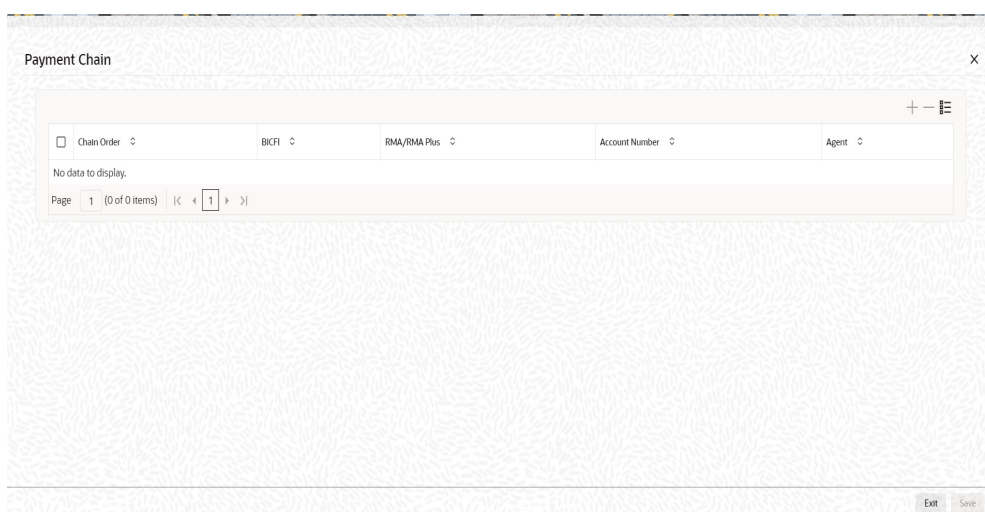 Payment Chain
Chain Order BICFI RMA/RMA Plus Account Number Agent
No data to display.
Page 1 (0 of 0 items) 1
Exit Save